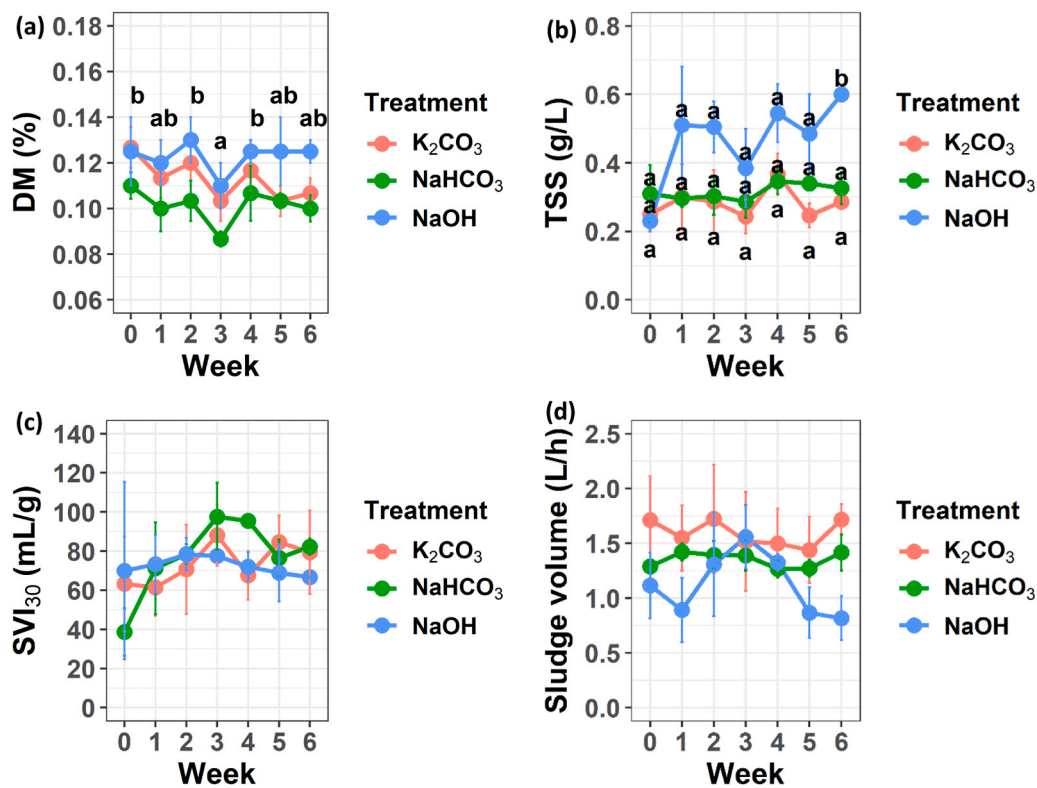 (a)
DM (%)
0.18
0.16
0.14
0.12
0.10
0.08
0.06
b ab b a b ab ab
0 1 2 3 4 5 6
Week
Treatment
K₂CO₃
NaHCO₃
NaOH
(b)
TSS (g/L)
0.8
0.6
0.4
0.2
0.0
a a a a a a b
a a a a a a a
a a a a a a a
0 1 2 3 4 5 6
Week
Treatment
K₂CO₃
NaHCO₃
NaOH
(c)
SVI₃₀ (mL/g)
140
120
100
80
60
40
20
0
0 1 2 3 4 5 6
Week
Treatment
K₂CO₃
NaHCO₃
NaOH
(d)
Sludge volume (L/h)
2.5
2.0
1.5
1.0
0.5
0.0
0 1 2 3 4 5 6
Week
Treatment
K₂CO₃
NaHCO₃
NaOH